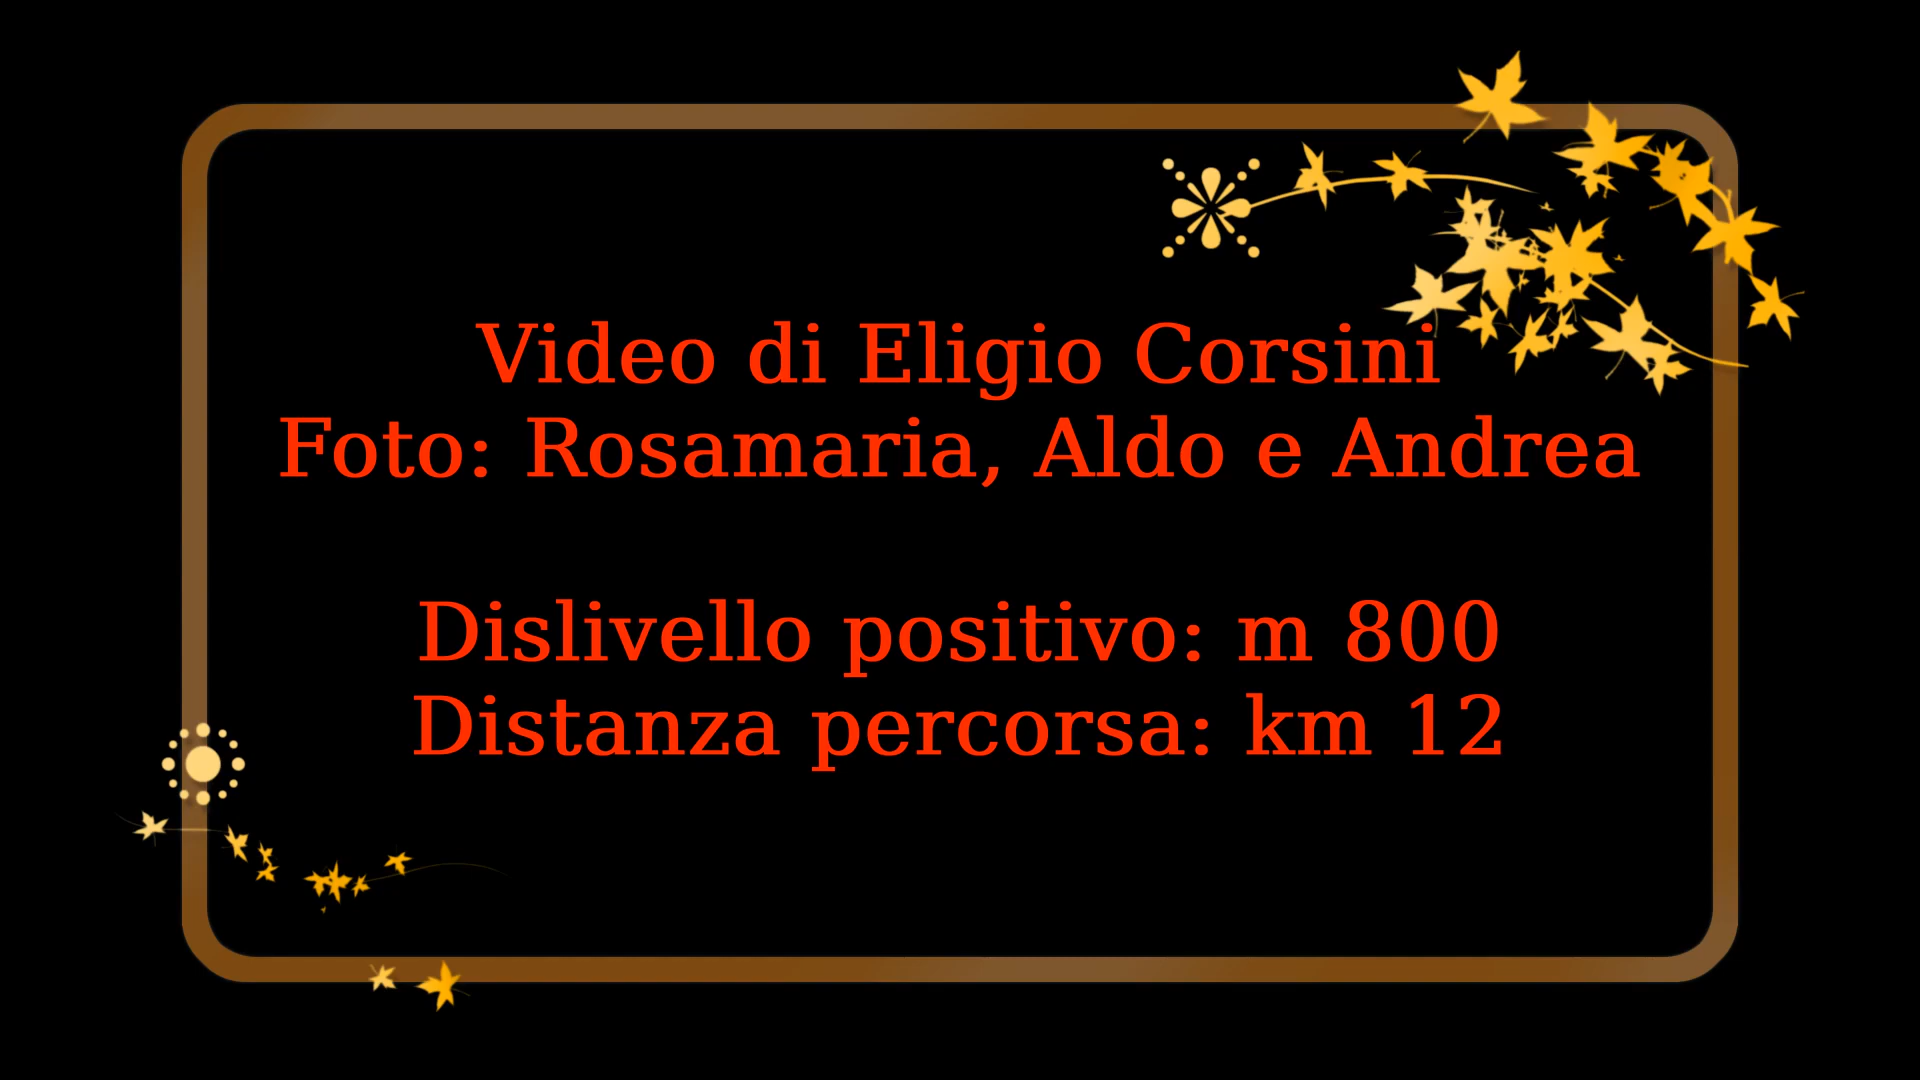 Video di Eligio Corsini
Foto: Rosamaria, Aldo e Andrea
Dislivello positivo: m 800
Distanza percorsa: km 12